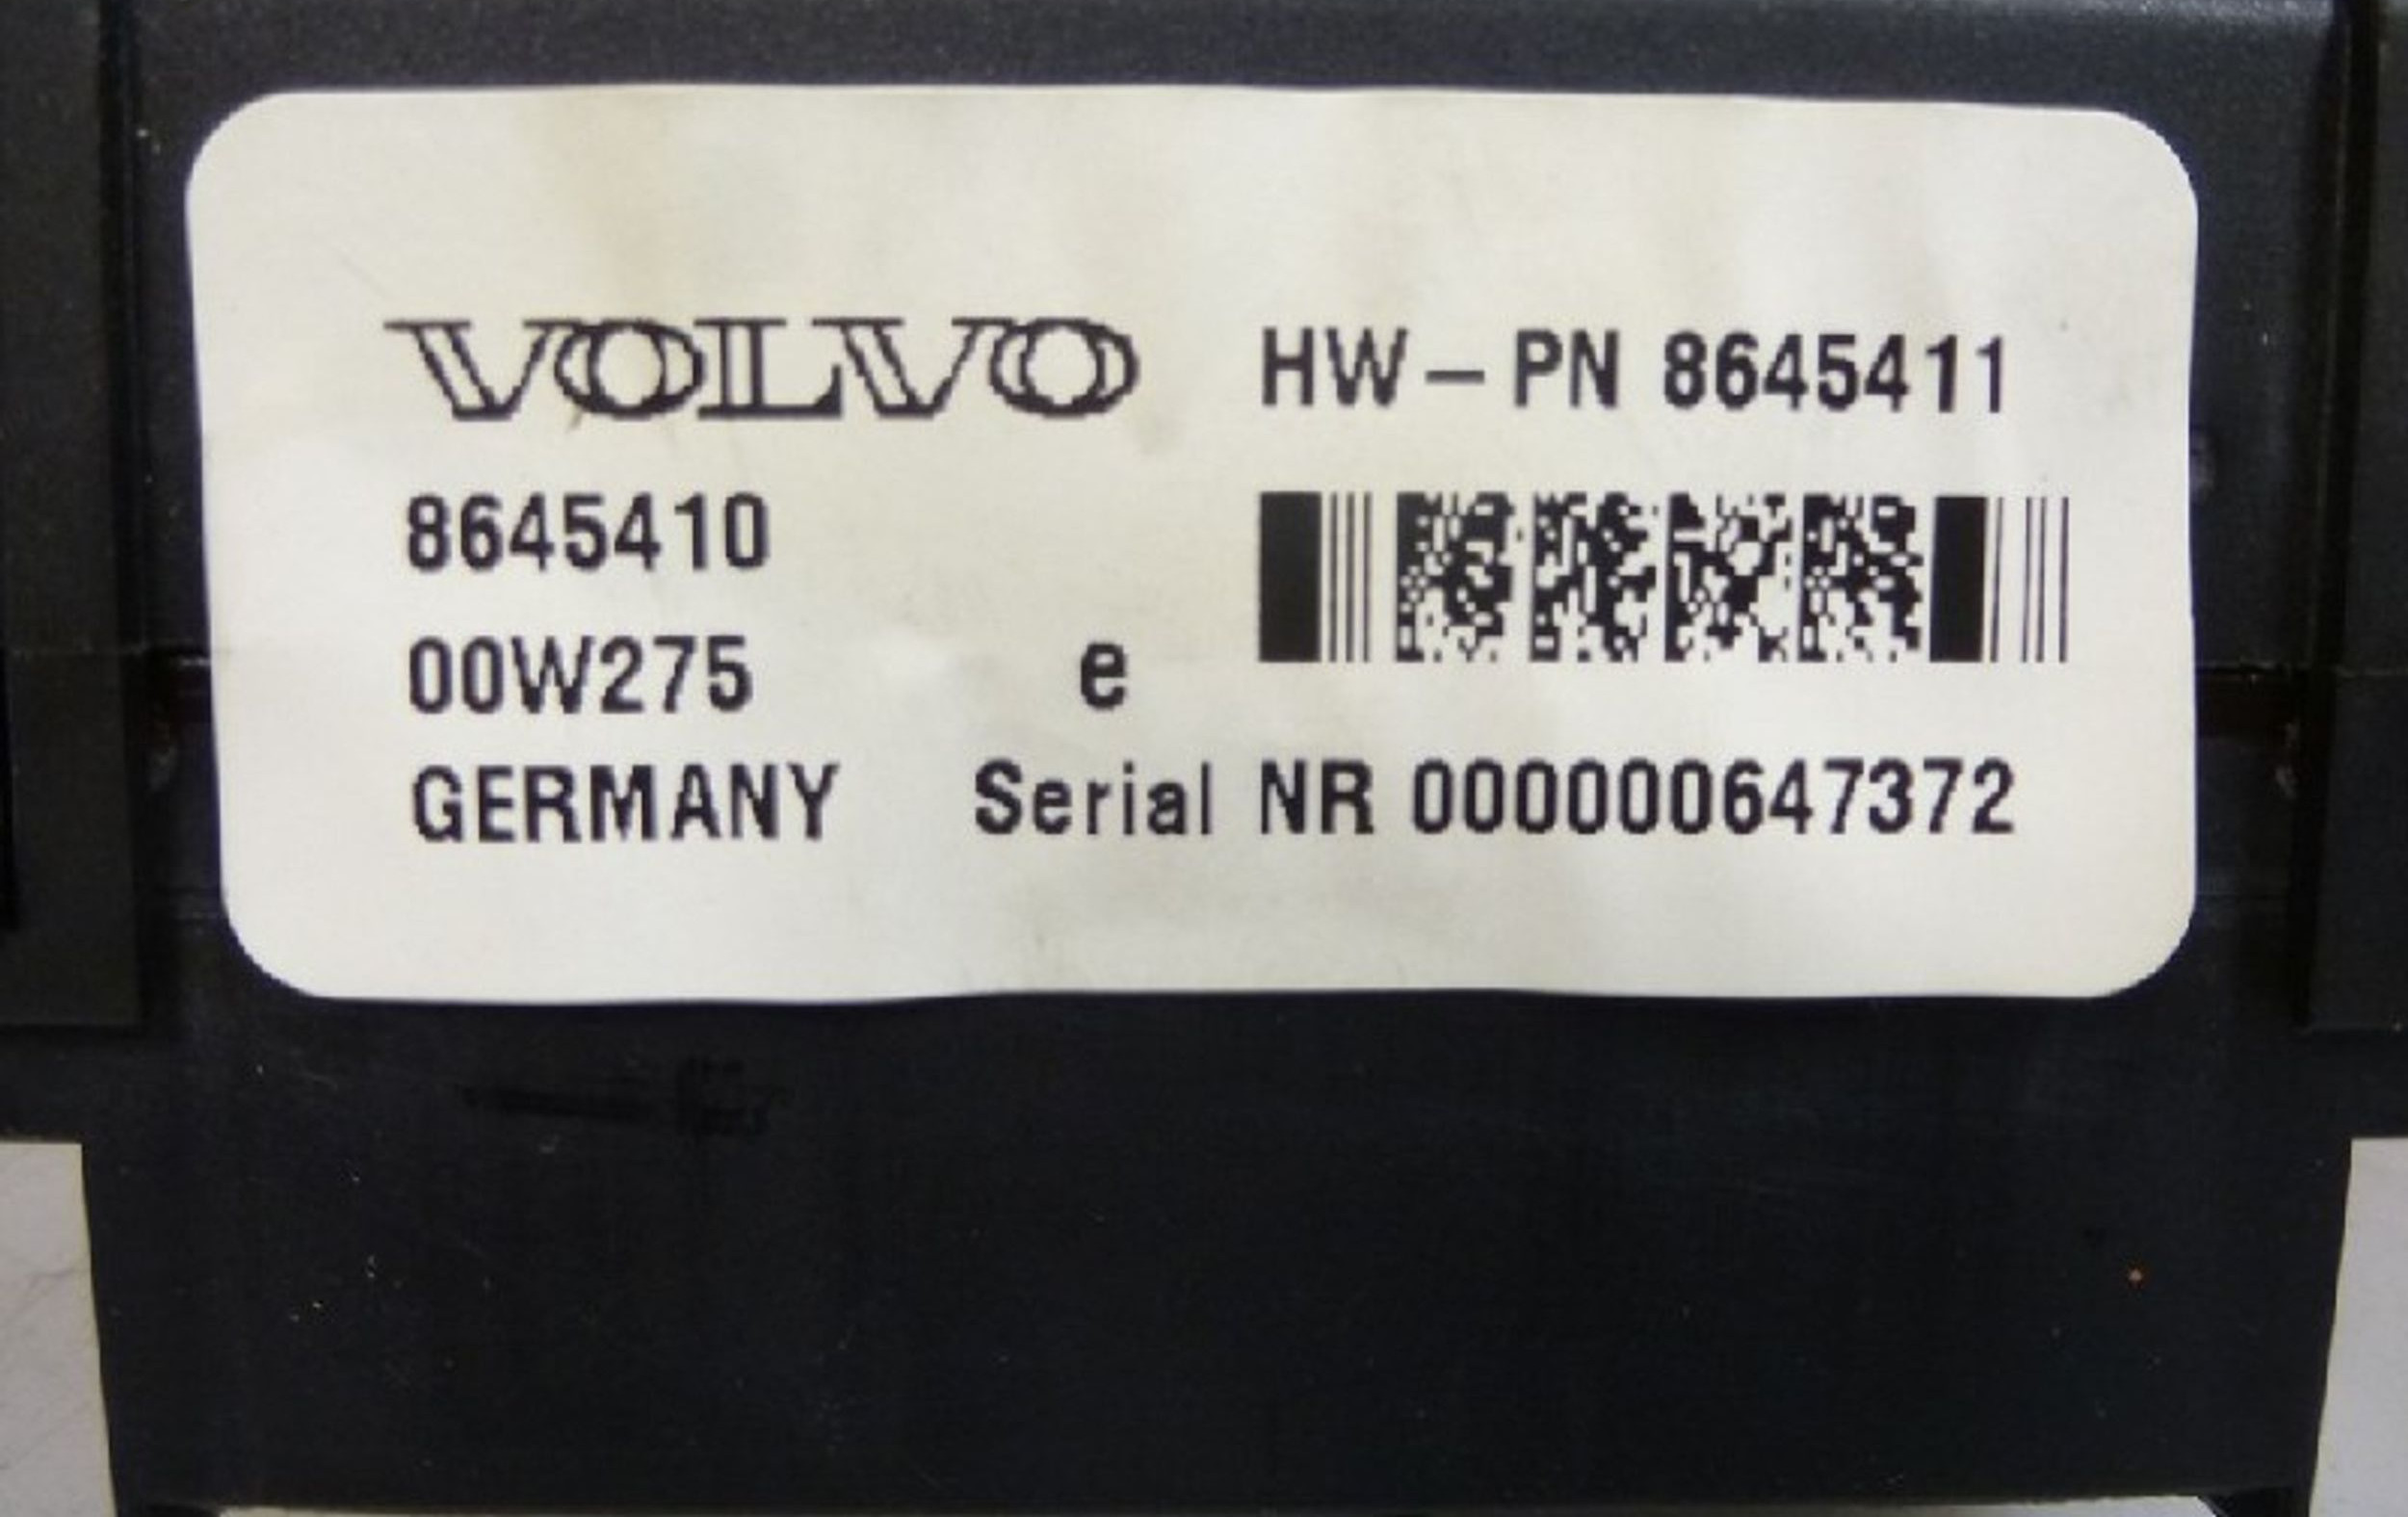 VOLVO HW-PN 8645411
8645410
00W275 e
GERMANY Serial NR 000000647372